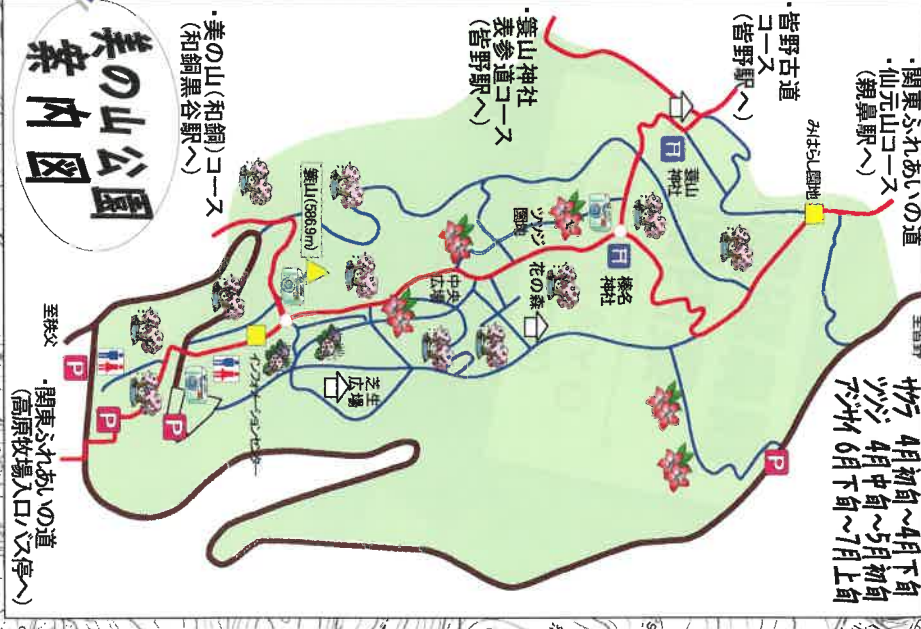 美の山公園
案内図
・美の山(和銅)コース
(和銅黒谷駅へ)
・簑山神社
表参道コース
(皆野駅へ)
・皆野古道
コース
(皆野駅へ)
・関東ふれあいの道
・仙元山コース
(親鼻駅へ)
みはらし園地
簑山
神社
榛名
神社
ツツジ
園地
花の森
中央
広場
簑山(586.9m)
芝生
広場
インフォメーションセンター
至秩父
P
P
P
P
・関東ふれあいの道
(高原牧場入口バス停へ)
サクラ 4月初旬~4月下旬
ツツジ 4月中旬~5月初旬
アジサイ 6月下旬~7月上旬